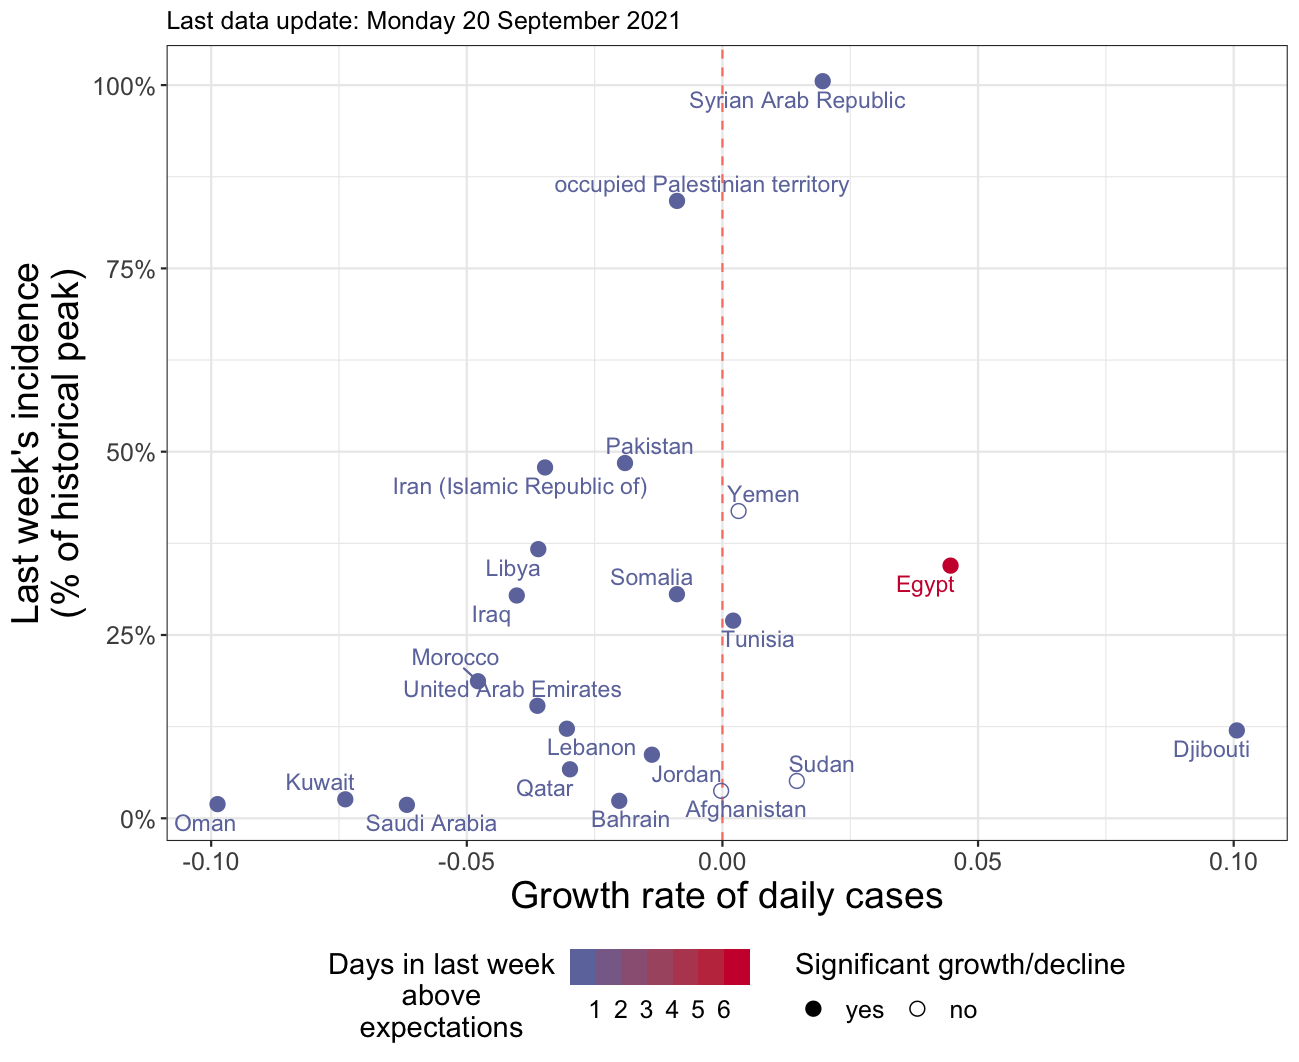 Last data update: Monday 20 September 2021
Last week's incidence
(% of historical peak)
100%
75%
50%
25%
0%
Syrian Arab Republic
occupied Palestinian territory
Pakistan
Iran (Islamic Republic of)
Yemen
Libya
Somalia
Egypt
Iraq
Tunisia
Morocco
United Arab Emirates
Lebanon
Djibouti
Jordan
Sudan
Kuwait
Qatar
Afghanistan
Oman
Saudi Arabia
Bahrain
-0.10
-0.05
0.00
0.05
0.10
Growth rate of daily cases
Days in last week
above
expectations
1 2 3 4 5 6
Significant growth/decline
yes
no